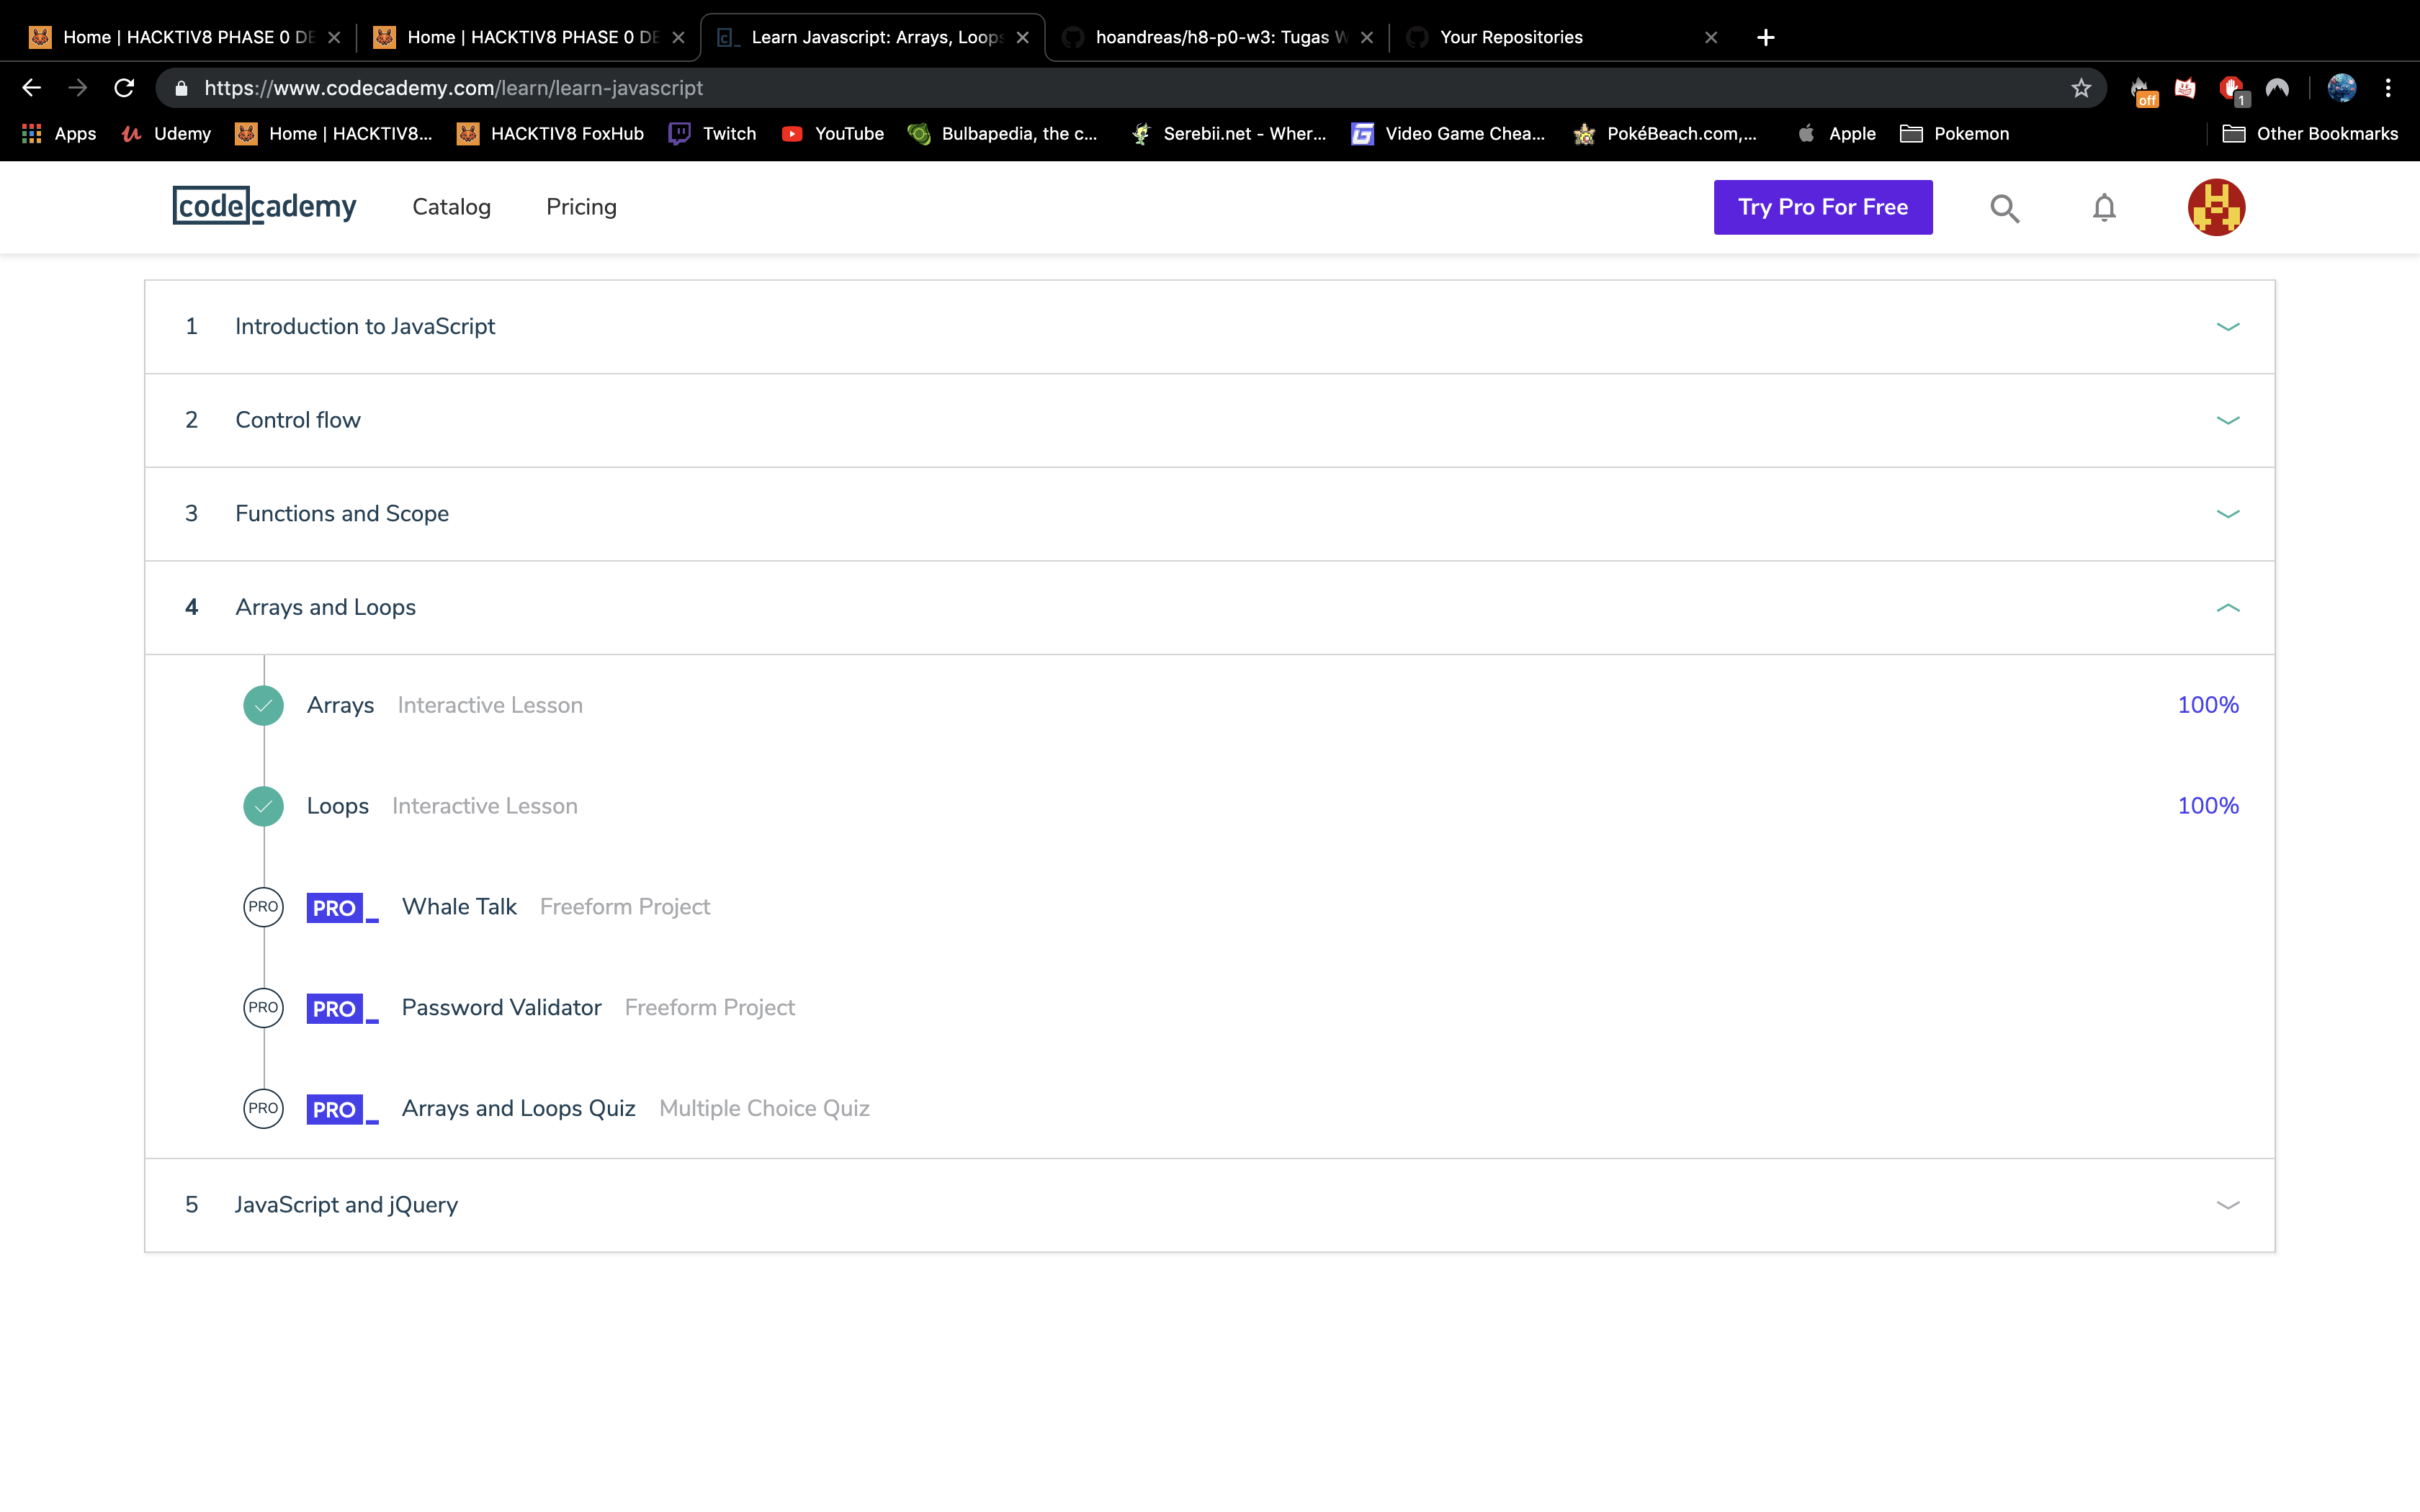 Home | HACKTIV8 PHASE 0 DE
Home | HACKTIV8 PHASE 0 DE
Learn Javascript: Arrays, Loops
hoandreas/h8-p0-w3: Tugas W
Your Repositories
https://www.codecademy.com/learn/learn-javascript
off
1
Apps
Udemy
Home | HACKTIV8...
HACKTIV8 FoxHub
Twitch
YouTube
Bulbapedia, the c...
Serebii.net - Wher...
Video Game Chea...
PokéBeach.com,...
Apple
Pokemon
Other Bookmarks
codecademy
Catalog
Pricing
Try Pro For Free
1 Introduction to JavaScript
2 Control flow
3 Functions and Scope
4 Arrays and Loops
Arrays Interactive Lesson 100%
Loops Interactive Lesson 100%
PRO PRO_ Whale Talk Freeform Project
PRO PRO_ Password Validator Freeform Project
PRO PRO_ Arrays and Loops Quiz Multiple Choice Quiz
5 JavaScript and jQuery